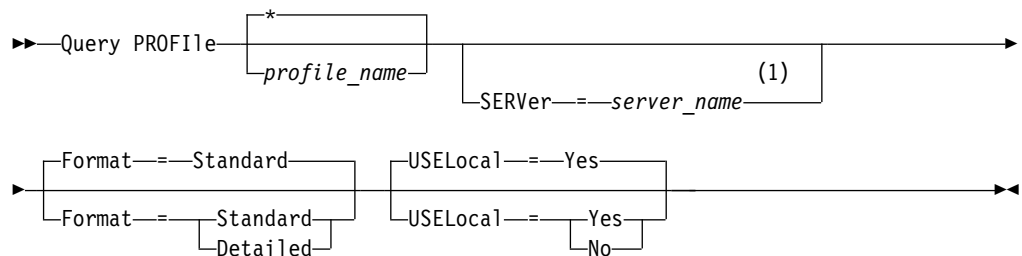 *
Query PROFIle
profile_name
(1)
SERVer = server_name
Format = Standard
USELocal = Yes
Format = Standard
USELocal = Yes
Detailed
No